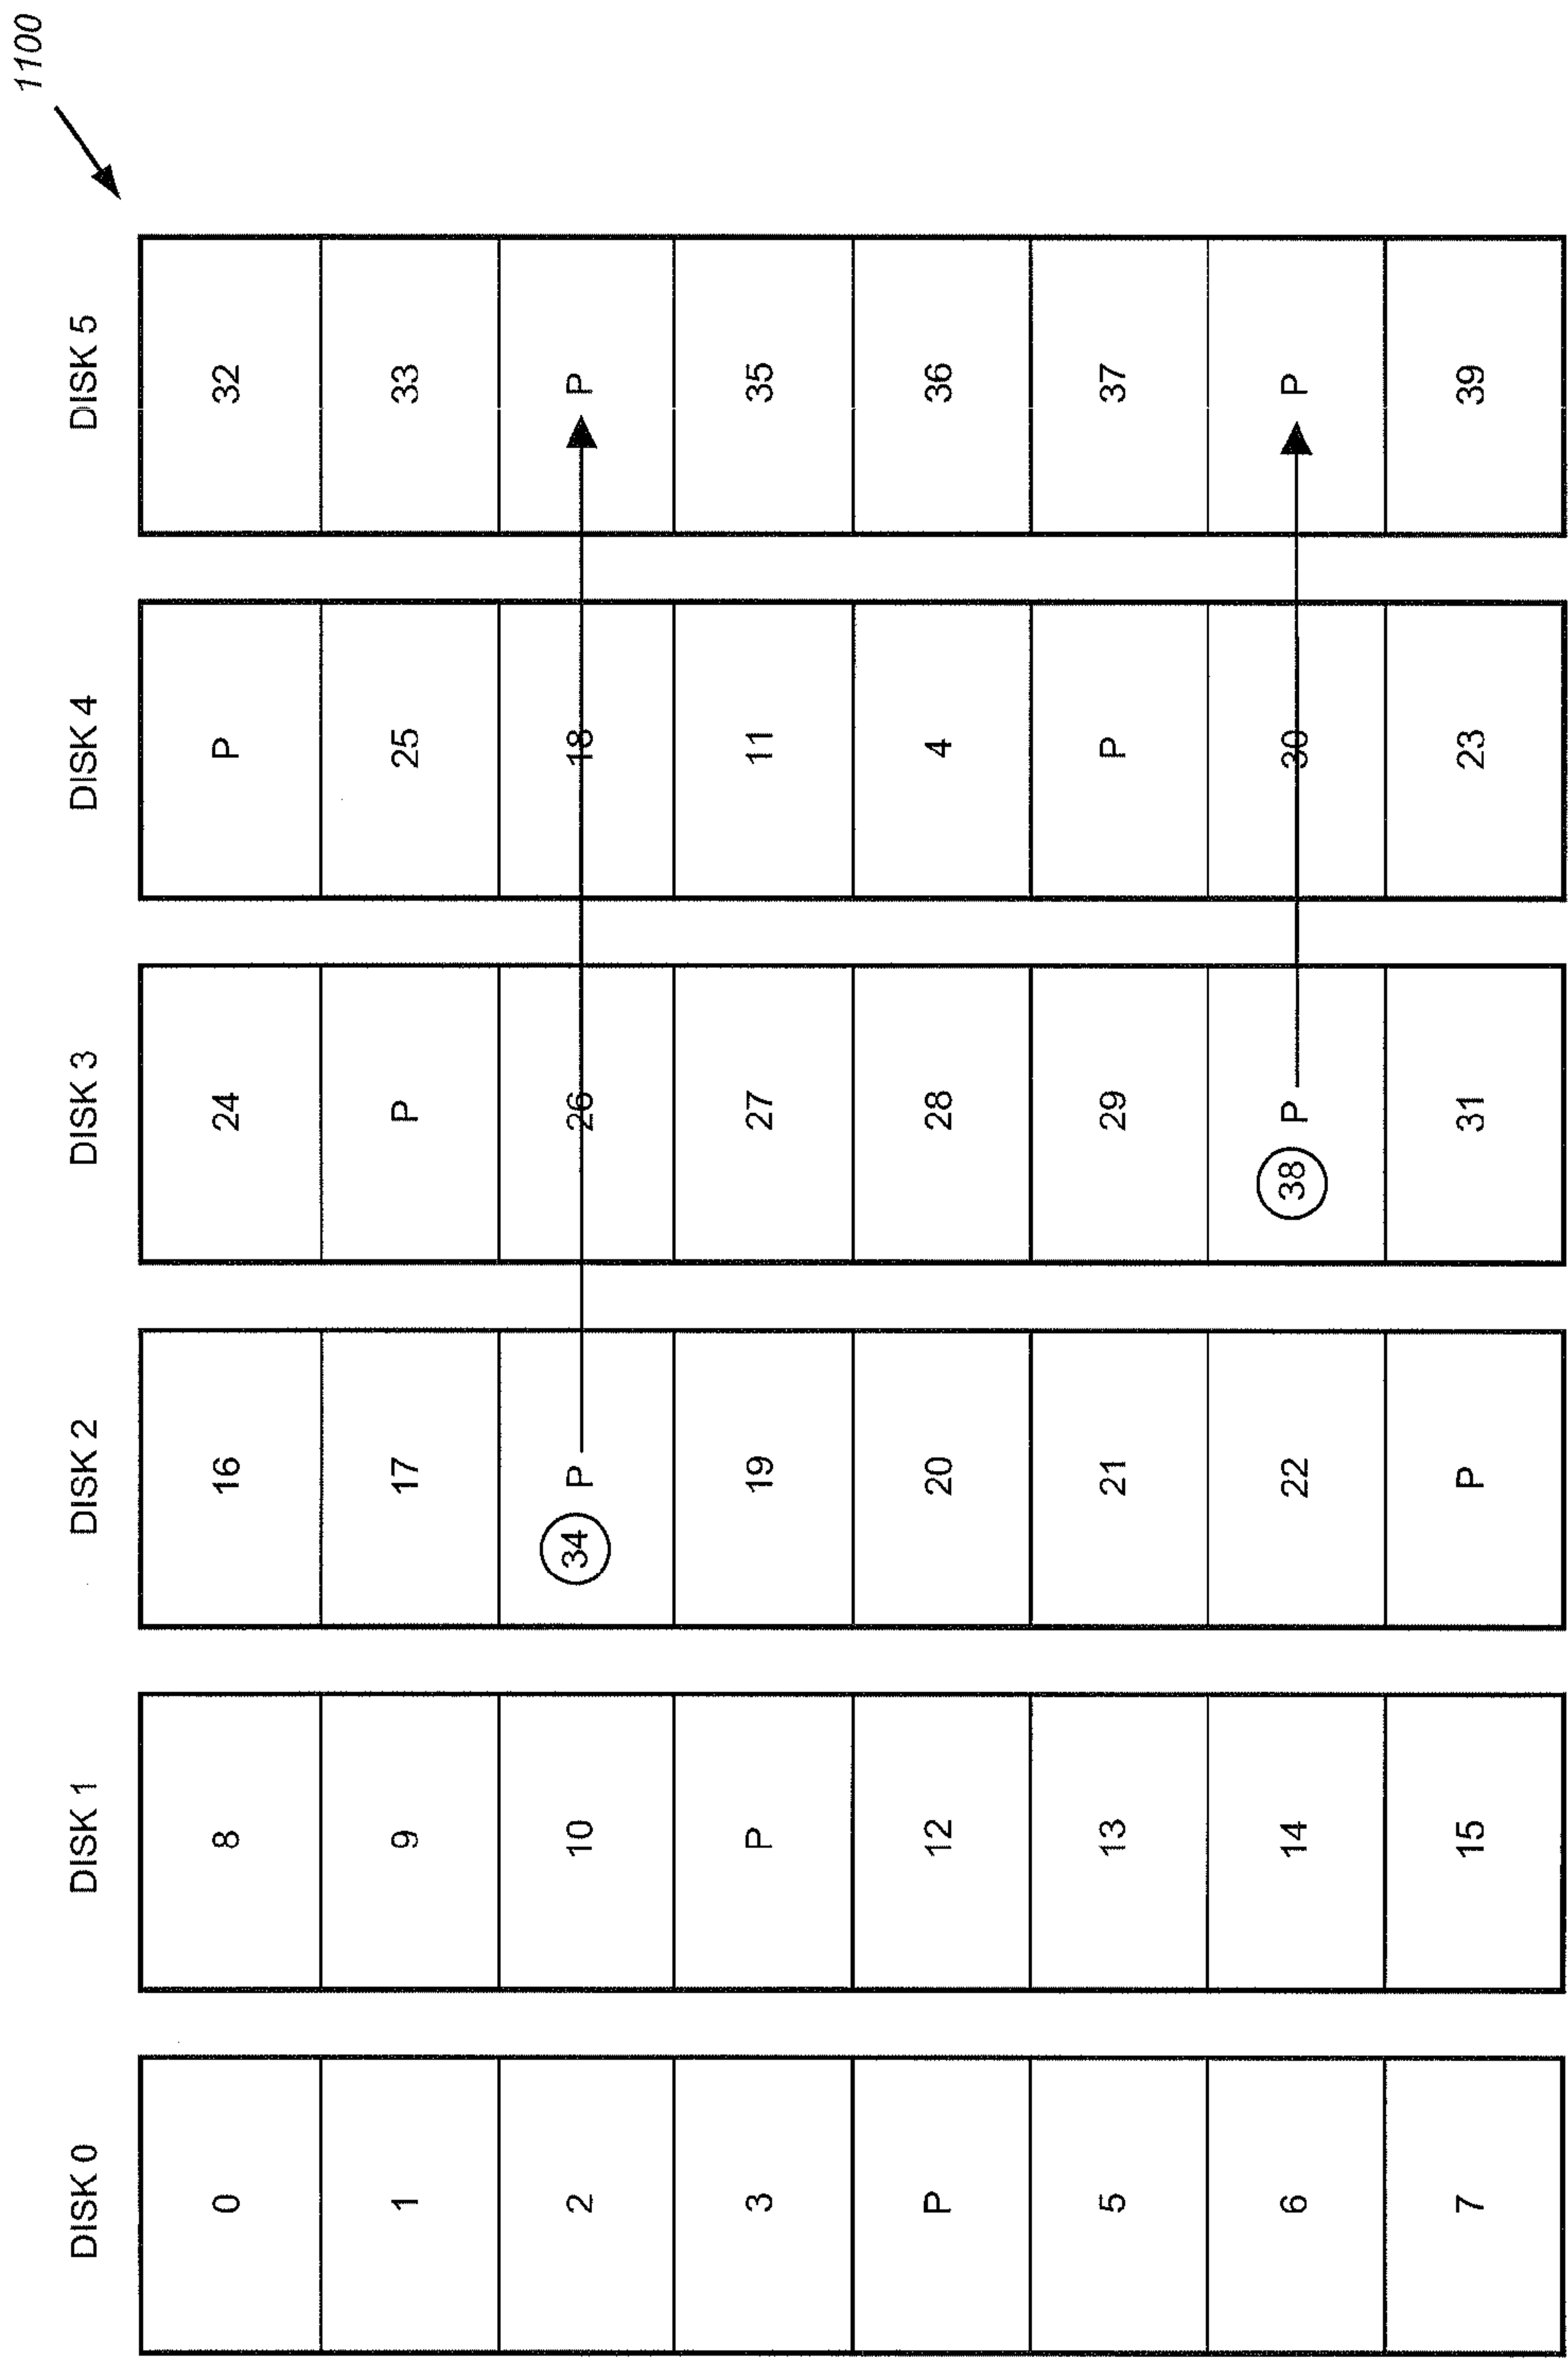 1100
DISK 0 DISK 1 DISK 2 DISK 3 DISK 4 DISK 5
0 8 16 24 P 32
1 9 17 P 25 33
2 10 34 P 26 18 P
3 P 19 27 11 35
P 12 20 28 4 36
5 13 21 29 P 37
6 14 22 38 P 30 P
7 15 P 31 23 39